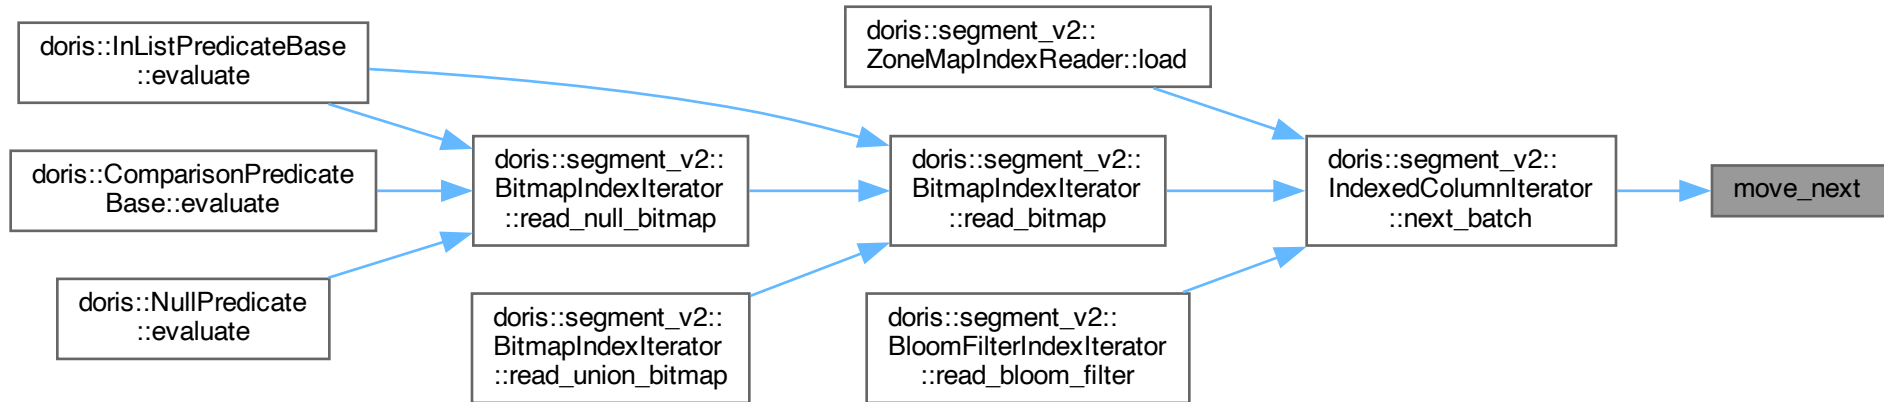 doris::InListPredicateBase
::evaluate
doris::ComparisonPredicate
Base::evaluate
doris::NullPredicate
::evaluate
doris::segment_v2::
BitmapIndexIterator
::read_null_bitmap
doris::segment_v2::
BitmapIndexIterator
::read_union_bitmap
doris::segment_v2::
ZoneMapIndexReader::load
doris::segment_v2::
BitmapIndexIterator
::read_bitmap
doris::segment_v2::
BloomFilterIndexIterator
::read_bloom_filter
doris::segment_v2::
IndexedColumnIterator
::next_batch
move_next